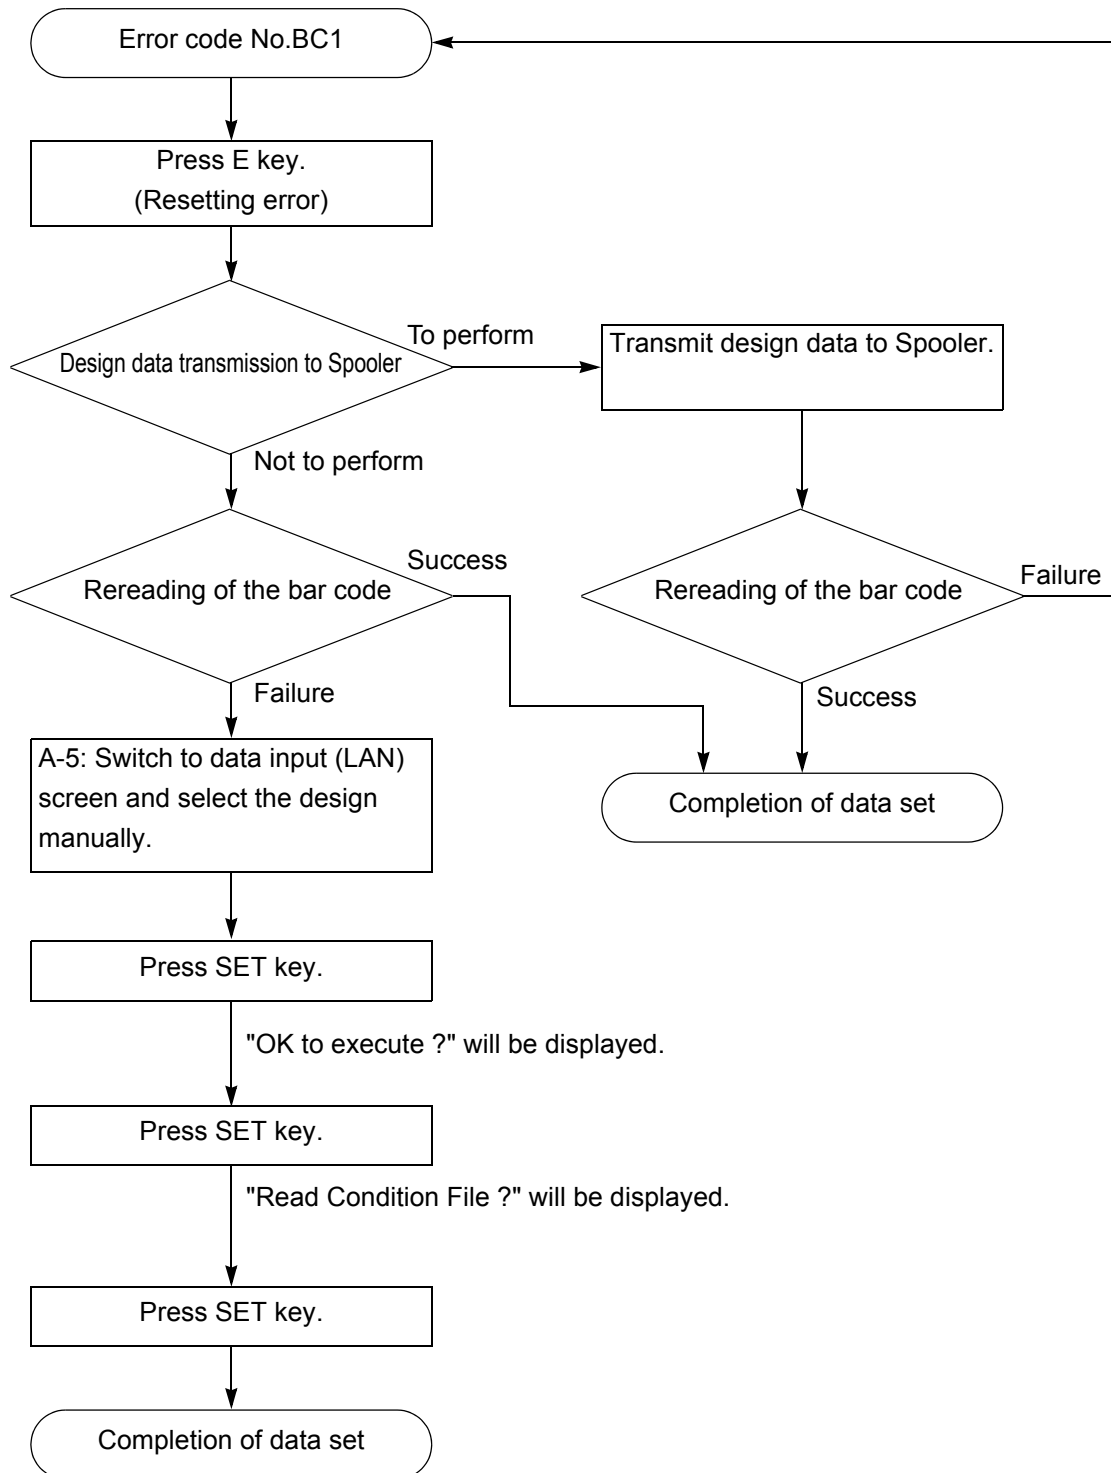 Error code No.BC1
Press E key.
(Resetting error)
To perform
Design data transmission to Spooler
Transmit design data to Spooler.
Not to perform
Success
Rereading of the bar code
Rereading of the bar code
Failure
Failure
Success
A-5: Switch to data input (LAN)
screen and select the design
manually.
Completion of data set
Press SET key.
"OK to execute ?" will be displayed.
Press SET key.
"Read Condition File ?" will be displayed.
Press SET key.
Completion of data set